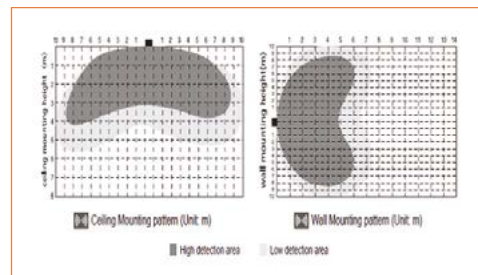 10 9 8 7 6 5 4 3 2 1 1 2 3 4 5 6 7 8 9 10
1 2 3 4 5 6 7 8 9 10 11 12 13 14
ceiling mounting height (m)
wall mounting height (m)
Ceiling Mounting pattern (Unit: m)
Wall Mounting pattern (Unit: m)
High detection area
Low detection area